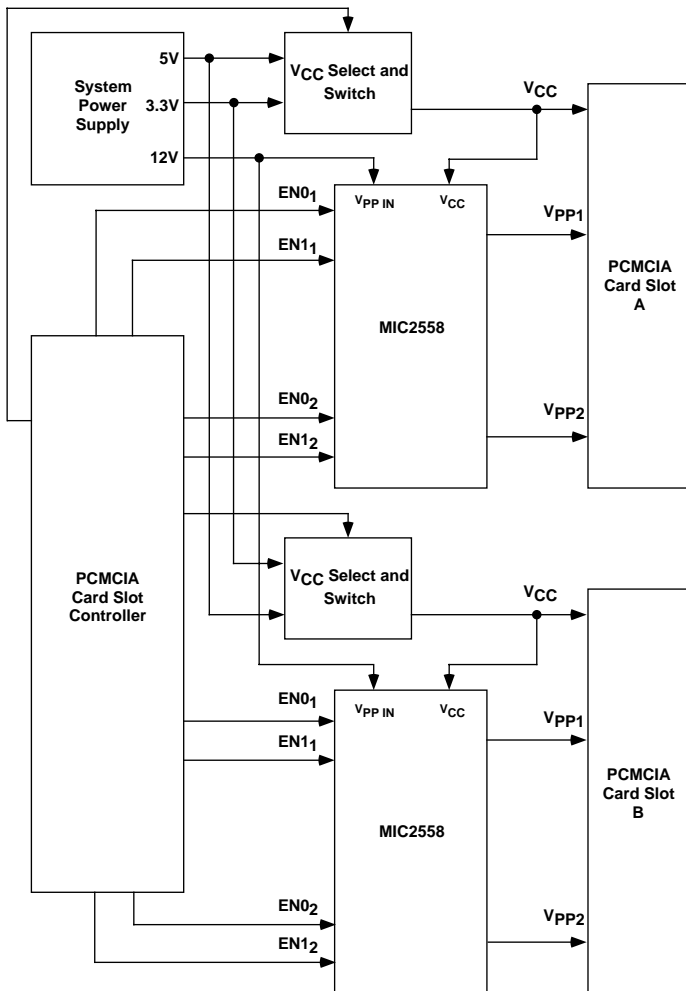 5V
System
Power
Supply
3.3V
12V
VCC Select and
Switch
VCC
EN01
EN11
VPP IN
VCC
VPP1
PCMCIA
Card Slot
A
MIC2558
EN02
EN12
VPP2
PCMCIA
Card Slot
Controller
VCC Select and
Switch
VCC
EN01
EN11
VPP IN
VCC
VPP1
PCMCIA
Card Slot
B
MIC2558
EN02
EN12
VPP2